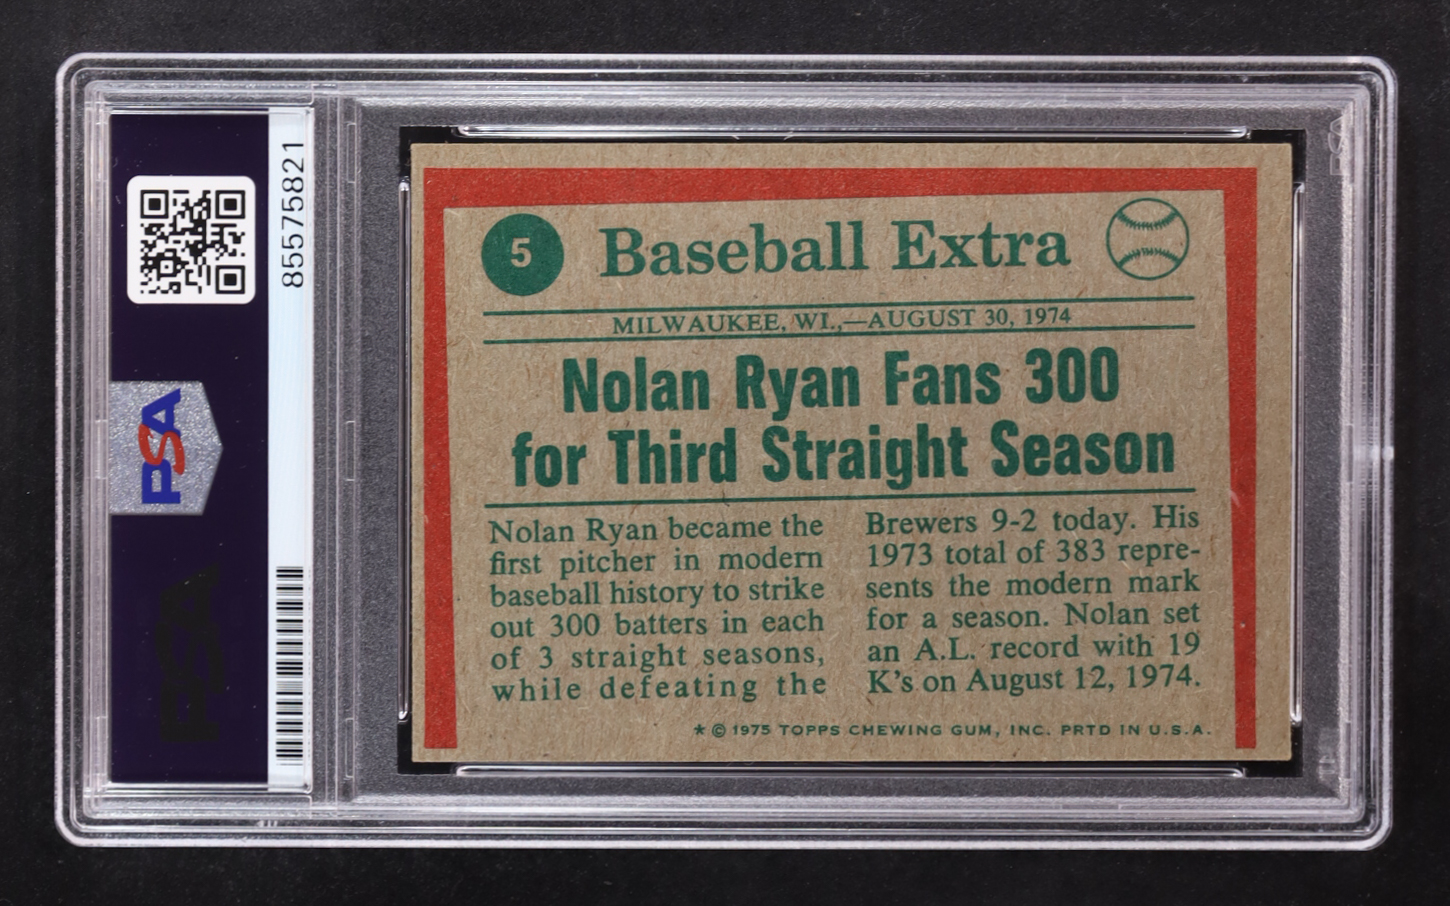 85575821
PSA
PSA
5
Baseball Extra
MILWAUKEE, WI.,—AUGUST 30, 1974
Nolan Ryan Fans 300
for Third Straight Season
Nolan Ryan became the
first pitcher in modern
baseball history to strike
out 300 batters in each
of 3 straight seasons,
while defeating the
Brewers 9-2 today. His
1973 total of 383 repre-
sents the modern mark
for a season. Nolan set
an A.L. record with 19
K's on August 12, 1974.
* © 1975 TOPPS CHEWING GUM, INC. PRTD IN U.S.A.